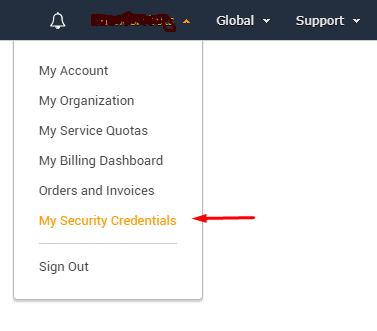 Global Support
My Account
My Organization
My Service Quotas
My Billing Dashboard
Orders and Invoices
My Security Credentials
Sign Out